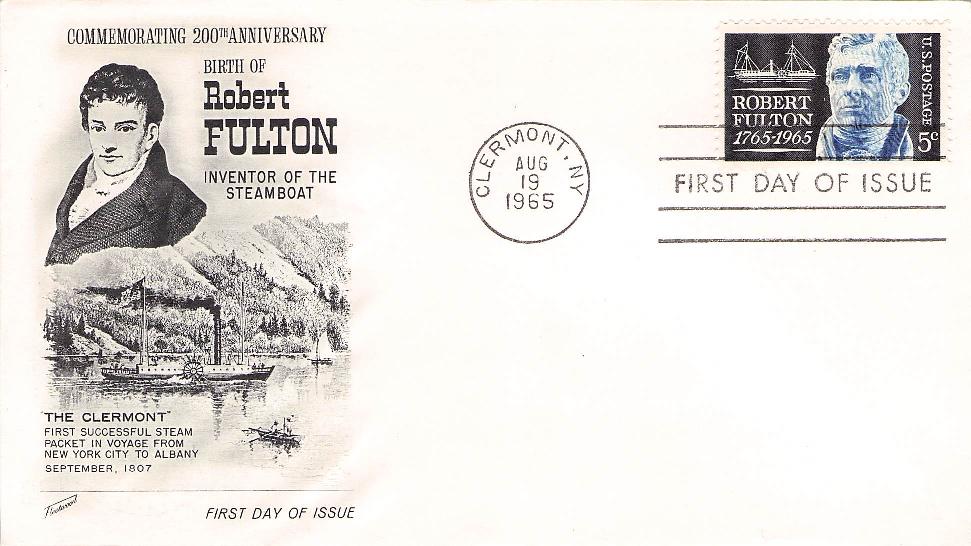 COMMEMORATING 200TH ANNIVERSARY
BIRTH OF
Robert
FULTON
INVENTOR OF THE
STEAMBOAT
"THE CLERMONT"
FIRST SUCCESSFUL STEAM
PACKET IN VOYAGE FROM
NEW YORK CITY TO ALBANY
SEPTEMBER, 1807
Fleetwood
FIRST DAY OF ISSUE
CLERMONT, NY
AUG
19
1965
ROBERT
FULTON
1765-1965
U.S. POSTAGE
5c
FIRST DAY OF ISSUE